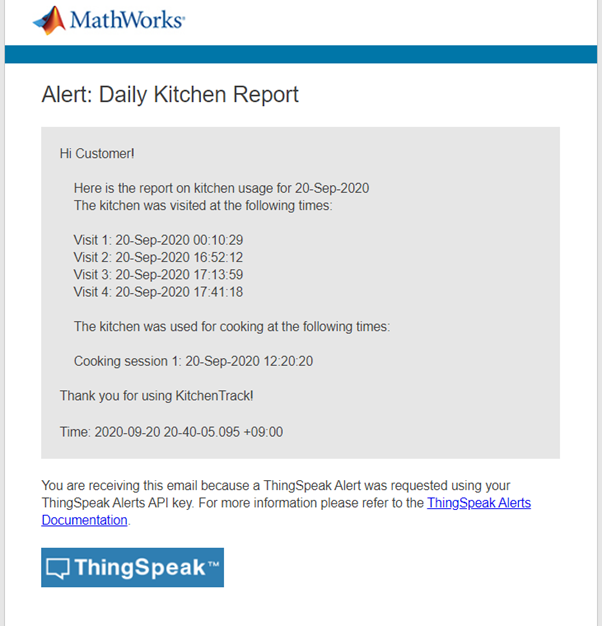 MathWorks®
Alert: Daily Kitchen Report
Hi Customer!
Here is the report on kitchen usage for 20-Sep-2020
The kitchen was visited at the following times:
Visit 1: 20-Sep-2020 00:10:29
Visit 2: 20-Sep-2020 16:52:12
Visit 3: 20-Sep-2020 17:13:59
Visit 4: 20-Sep-2020 17:41:18
The kitchen was used for cooking at the following times:
Cooking session 1: 20-Sep-2020 12:20:20
Thank you for using KitchenTrack!
Time: 2020-09-20 20-40-05.095 +09:00
You are receiving this email because a ThingSpeak Alert was requested using your
ThingSpeak Alerts API key. For more information please refer to the ThingSpeak Alerts
Documentation.
ThingSpeak™